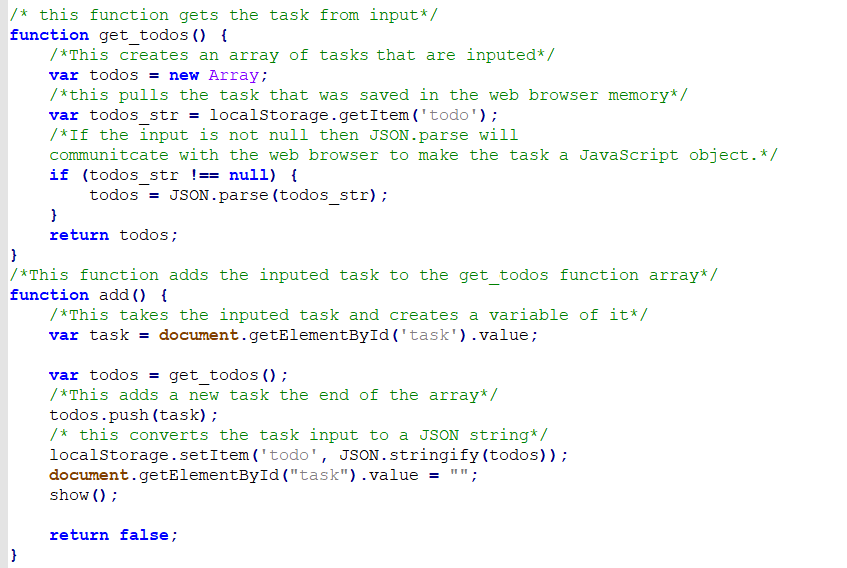 /* this function gets the task from input*/
function get_todos() {
    /*This creates an array of tasks that are inputed*/
    var todos = new Array;
    /*this pulls the task that was saved in the web browser memory*/
    var todos_str = localStorage.getItem('todo');
    /*If the input is not null then JSON.parse will
    communitcate with the web browser to make the task a JavaScript object.*/
    if (todos_str !== null) {
        todos = JSON.parse(todos_str);
    }
    return todos;
}
/*This function adds the inputed task to the get_todos function array*/
function add() {
    /*This takes the inputed task and creates a variable of it*/
    var task = document.getElementById('task').value;

    var todos = get_todos();
    /*This adds a new task the end of the array*/
    todos.push(task);
    /* this converts the task input to a JSON string*/
    localStorage.setItem('todo', JSON.stringify(todos));
    document.getElementById("task").value = "";
    show();

    return false;
}